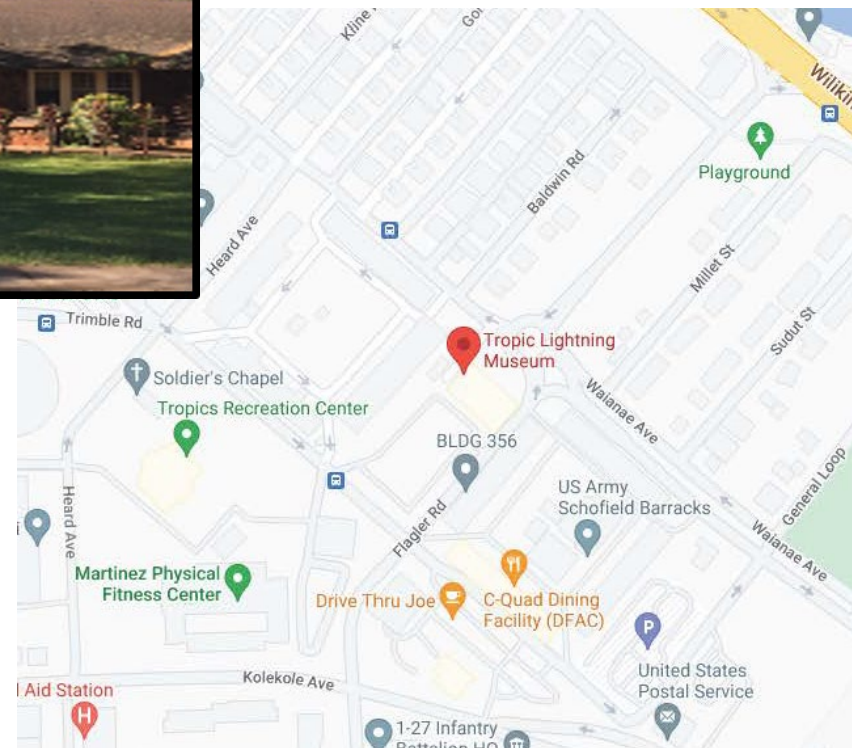 Kline
Wiliki
Playground
Baldwin Rd
Heard Ave
Millet St
Sudut St
Trimble Rd
Tropic Lightning
Museum
Soldier's Chapel
Tropics Recreation Center
Waianae Ave
BLDG 356
US Army
Schofield Barracks
General Loop
Heard Ave
Flagler Rd
Waianae Ave
Martinez Physical
Fitness Center
Drive Thru Joe
C-Quad Dining
Facility (DFAC)
P
United States
Postal Service
Kolekole Ave
Aid Station
H
1-27 Infantry
Battalion HQ